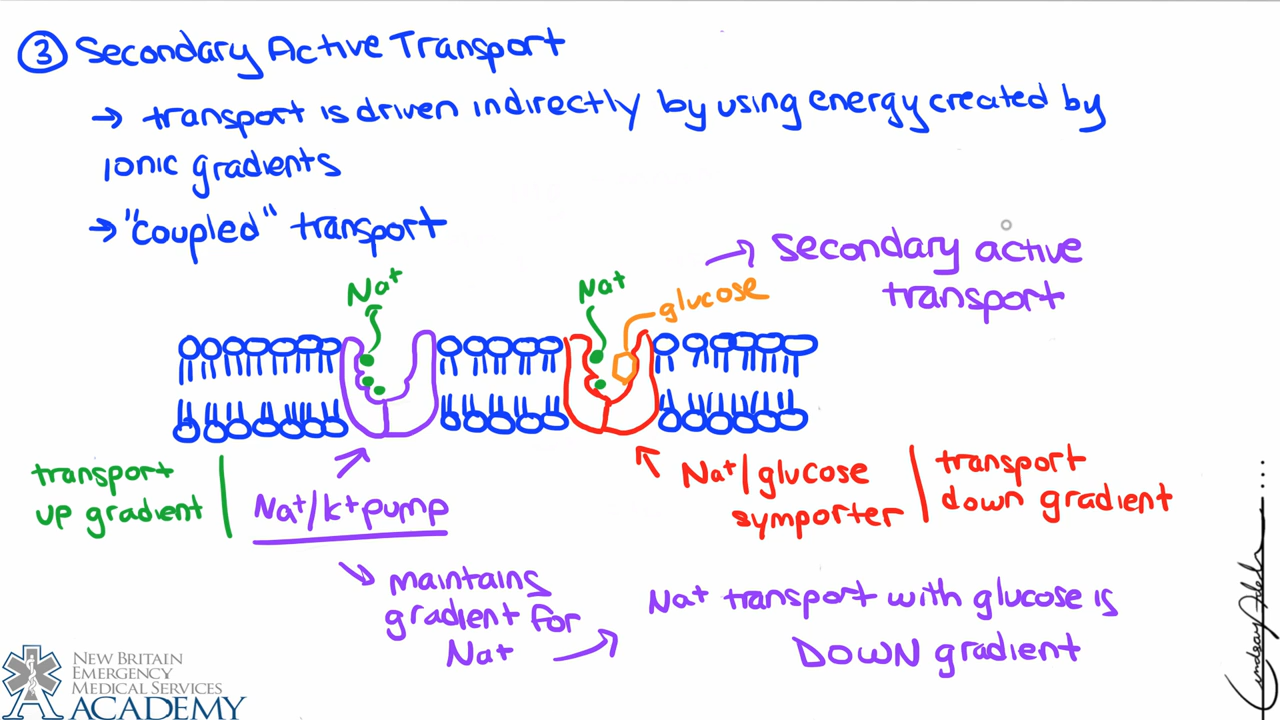 ③ Secondary Active Transport
→ transport is driven indirectly by using energy created by
ionic gradients
→ "coupled" transport
→ Secondary active
transport
Na⁺
Na⁺
glucose
transport
up gradient
Na⁺/K⁺ pump
Na⁺/glucose
symporter
transport
down gradient
maintains
gradient for
Na⁺
Na⁺ transport with glucose is
DOWN gradient
NEW BRITAIN
EMERGENCY
MEDICAL SERVICES
ACADEMY